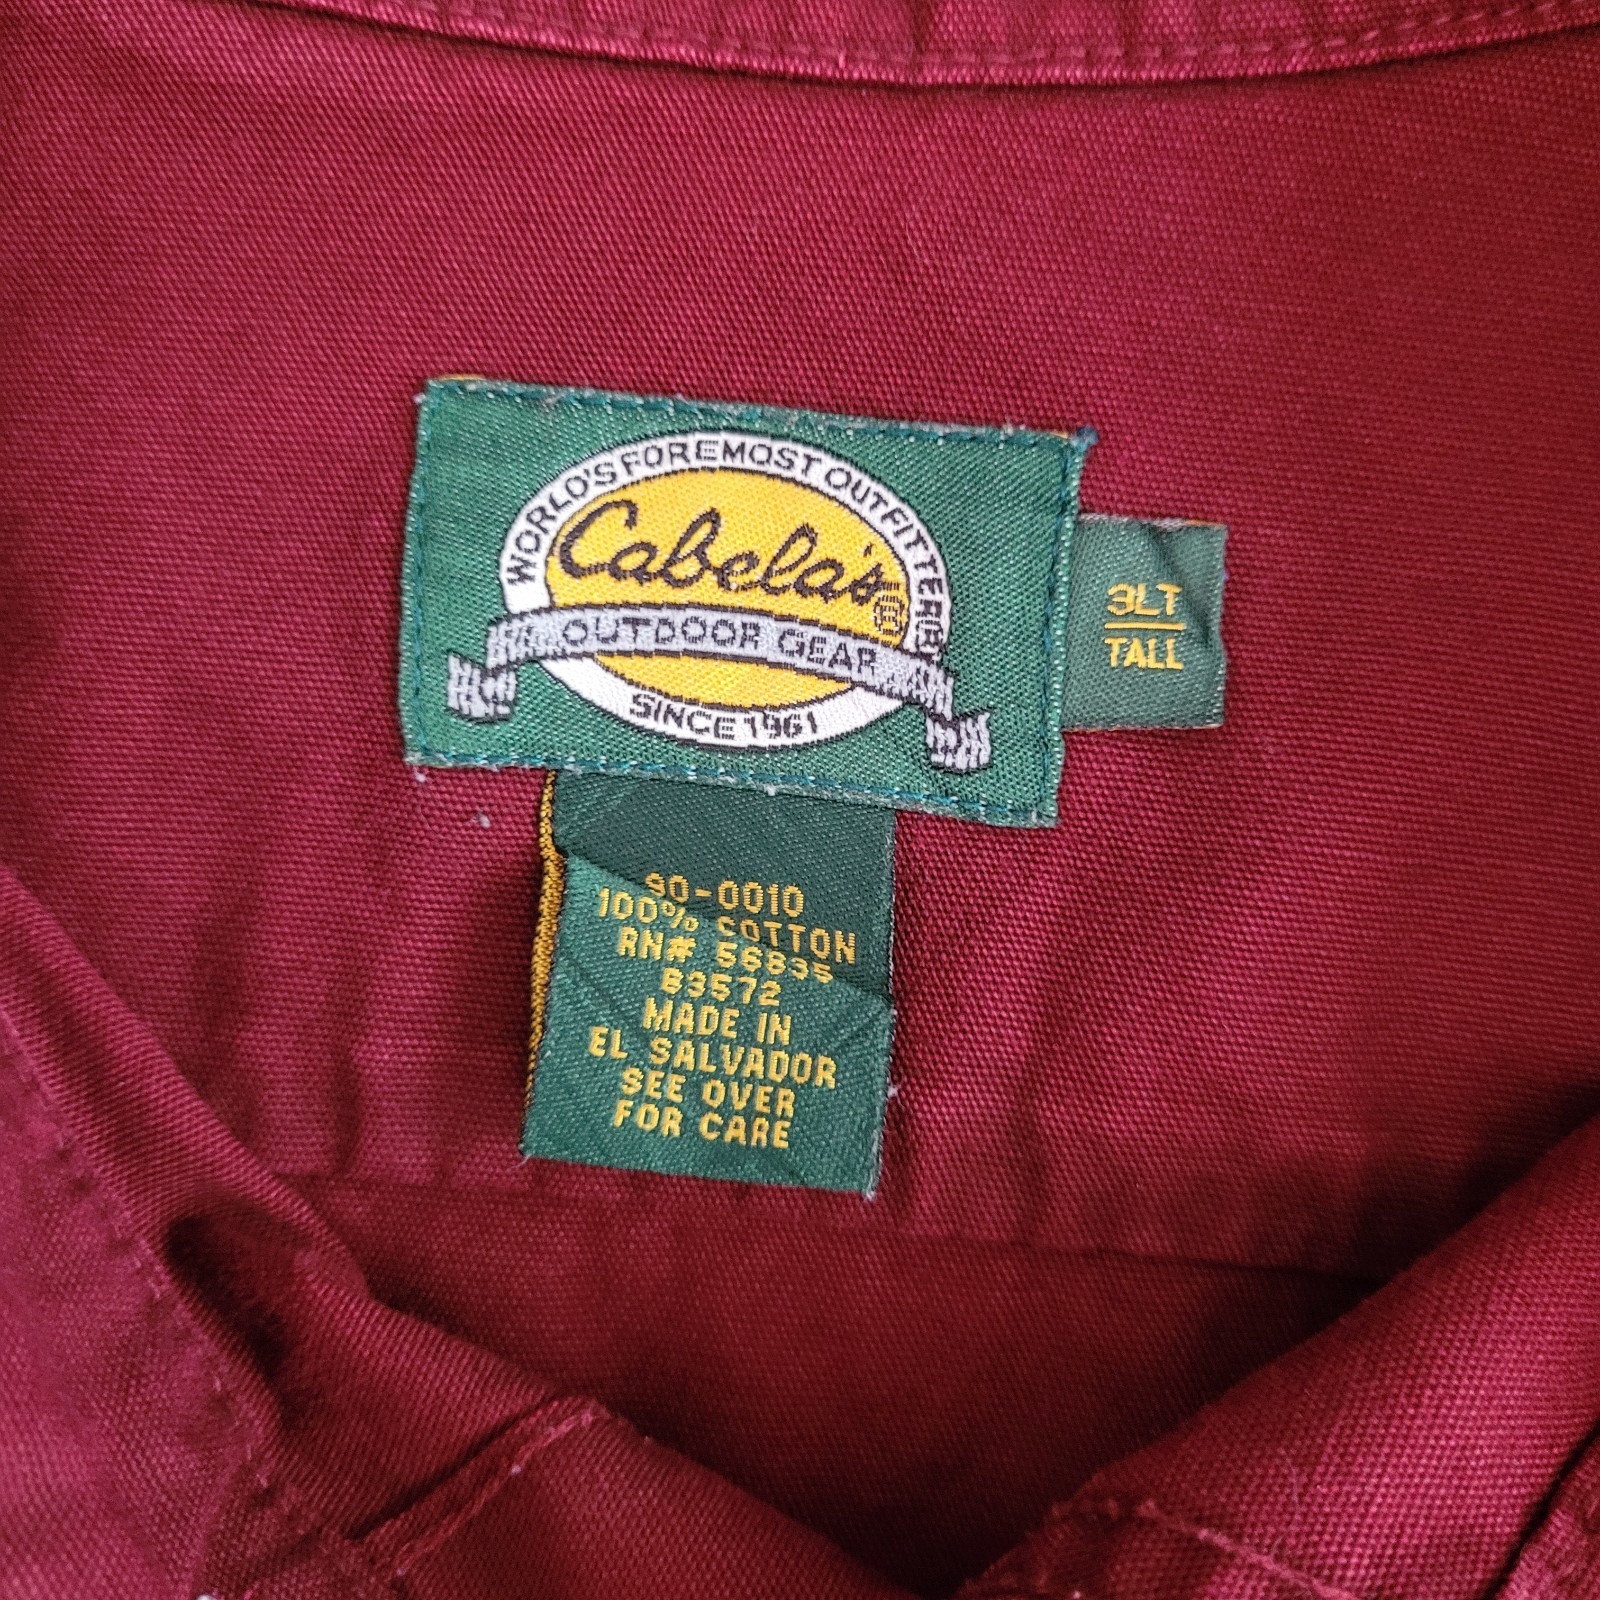 WORLD'S FOREMOST OUTFITTER®
Cabela's®
OUTDOOR GEAR
SINCE 1961
3LT
TALL
90-0010
100% COTTON
RN# 56835
B3572
MADE IN
EL SALVADOR
SEE OVER
FOR CARE